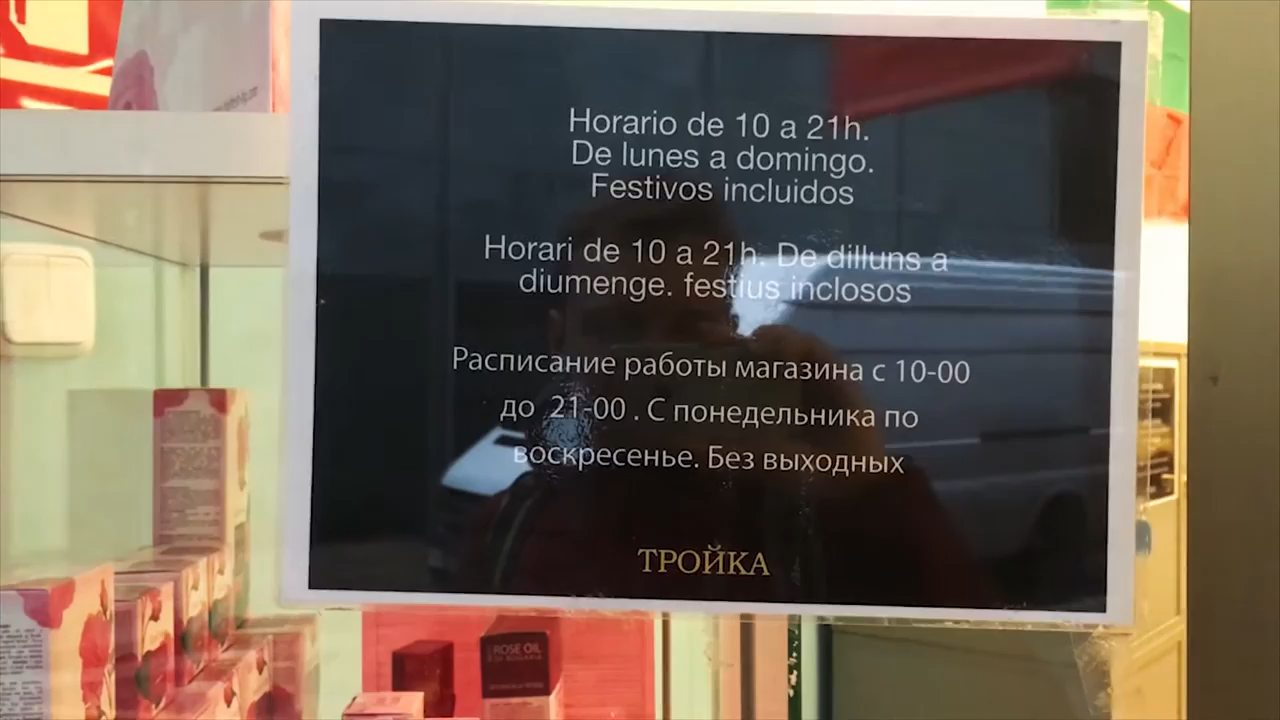 Horario de 10 a 21h.
De lunes a domingo.
Festivos incluidos
Horari de 10 a 21h. De dilluns a
diumenge. festius inclosos
Расписание работы магазина с 10-00
до 21-00 . С понедельника по
воскресенье. Без выходных
ТРОЙКА
ROSE OIL